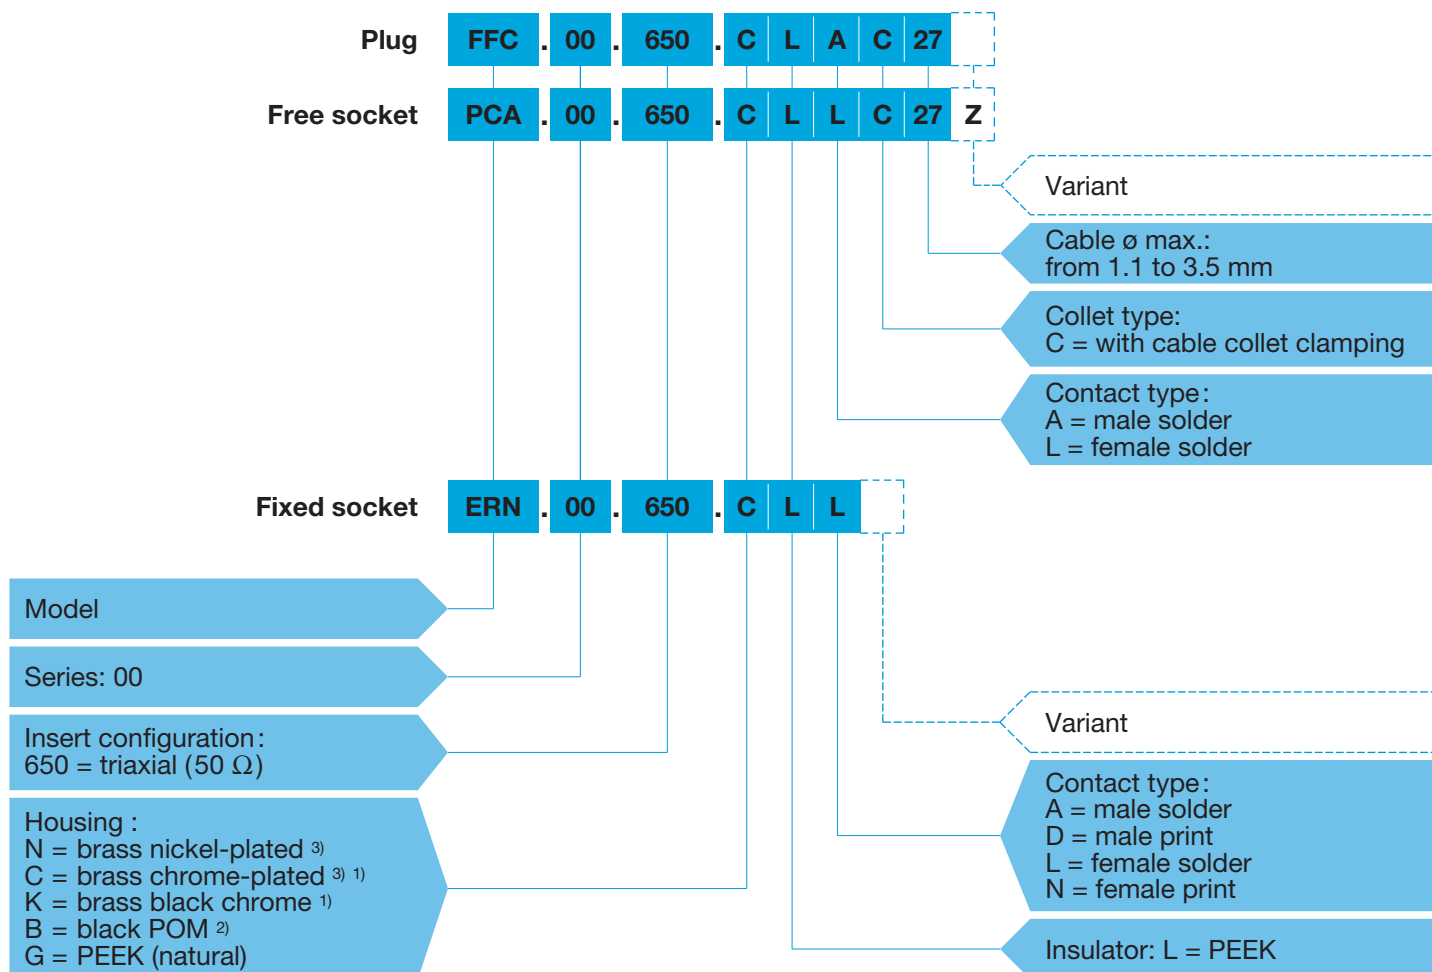 Plug FFC . 00 . 650 . C L A C 27
Free socket PCA . 00 . 650 . C L L C 27 Z
Variant
Cable ø max.:
from 1.1 to 3.5 mm
Collet type:
C = with cable collet clamping
Contact type:
A = male solder
L = female solder
Fixed socket ERN . 00 . 650 . C L L
Model
Series: 00
Insert configuration:
650 = triaxial (50 Ω)
Housing :
N = brass nickel-plated 3)
C = brass chrome-plated 3) 1)
K = brass black chrome 1)
B = black POM 2)
G = PEEK (natural)
Variant
Contact type:
A = male solder
D = male print
L = female solder
N = female print
Insulator: L = PEEK